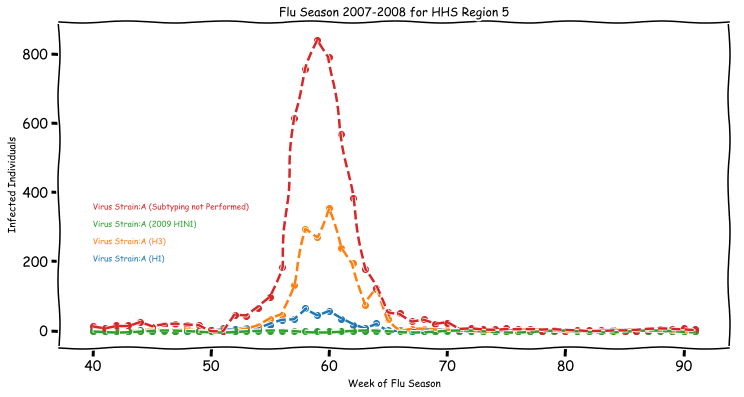 Flu Season 2007-2008 for HHS Region 5
Infected Individuals
800
600
400
200
0
Virus Strain:A (Subtyping not Performed)
Virus Strain:A (2009 H1N1)
Virus Strain:A (H3)
Virus Strain:A (H1)
40 50 60 70 80 90
Week of Flu Season